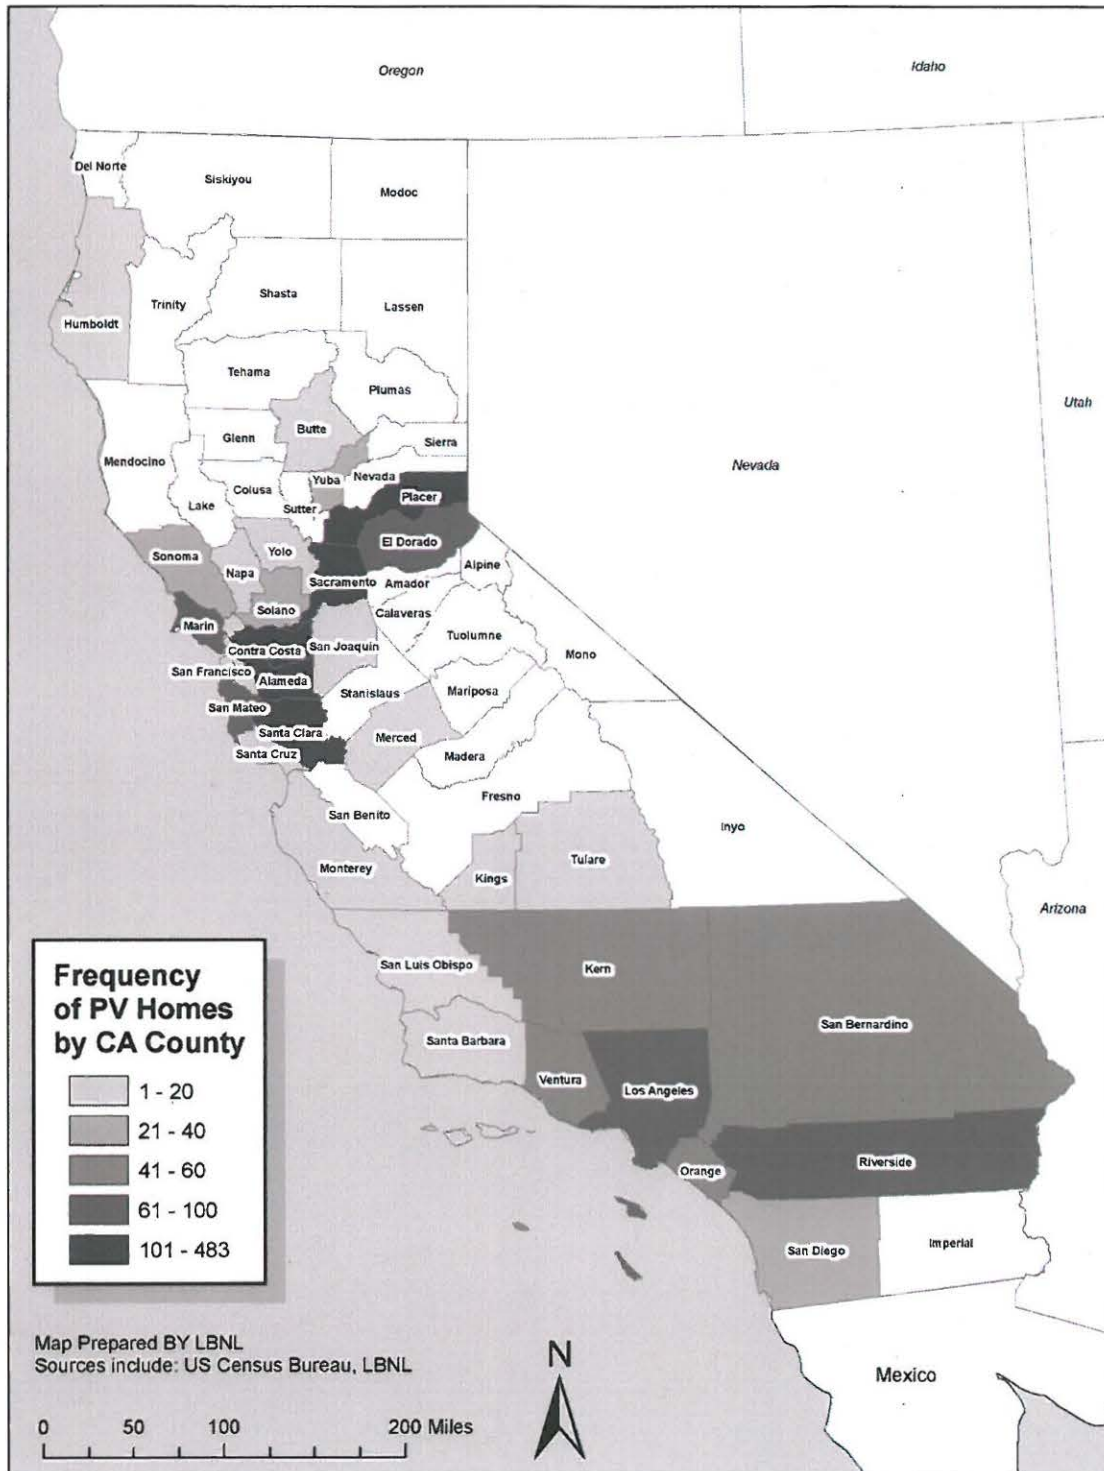 Oregon
Idaho
Del Norte
Siskiyou
Modoc
Humboldt
Trinity
Shasta
Lassen
Tehama
Plumas
Utah
Butte
Glenn
Sierra
Mendocino
Nevada
Yuba
Nevada
Colusa
Lake
Sutter
Placer
El Dorado
Sonoma
Yolo
Napa
Alpine
Sacramento
Amador
Solano
Calaveras
Marin
Tuolumne
Contra Costa
San Joaquin
Mono
San Francisco
Alameda
Stanislaus
Mariposa
San Mateo
Santa Clara
Merced
Santa Cruz
Madera
Fresno
San Benito
Inyo
Tulare
Monterey
Kings
Arizona
San Luis Obispo
Kern
San Bernardino
Santa Barbara
Ventura
Los Angeles
Orange
Riverside
San Diego
Imperial
Mexico
Frequency
of PV Homes
by CA County
1 - 20
21 - 40
41 - 60
61 - 100
101 - 483
Map Prepared BY LBNL
Sources include: US Census Bureau, LBNL
N
0 50 100 200 Miles